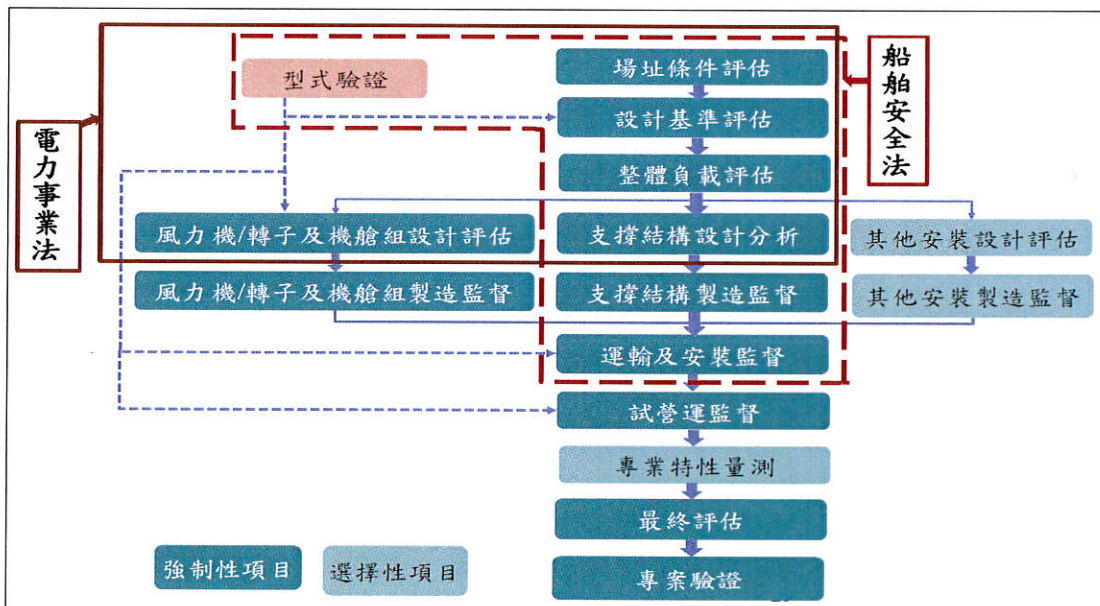 型式驗證
場址條件評估
船舶安全法
設計基準評估
電力事業法
整體負載評估
風力機/轉子及機艙組設計評估
支撐結構設計分析
其他安裝設計評估
風力機/轉子及機艙組製造監督
支撐結構製造監督
其他安裝製造監督
運輸及安裝監督
試營運監督
專業特性量測
最終評估
強制性項目
選擇性項目
專案驗證